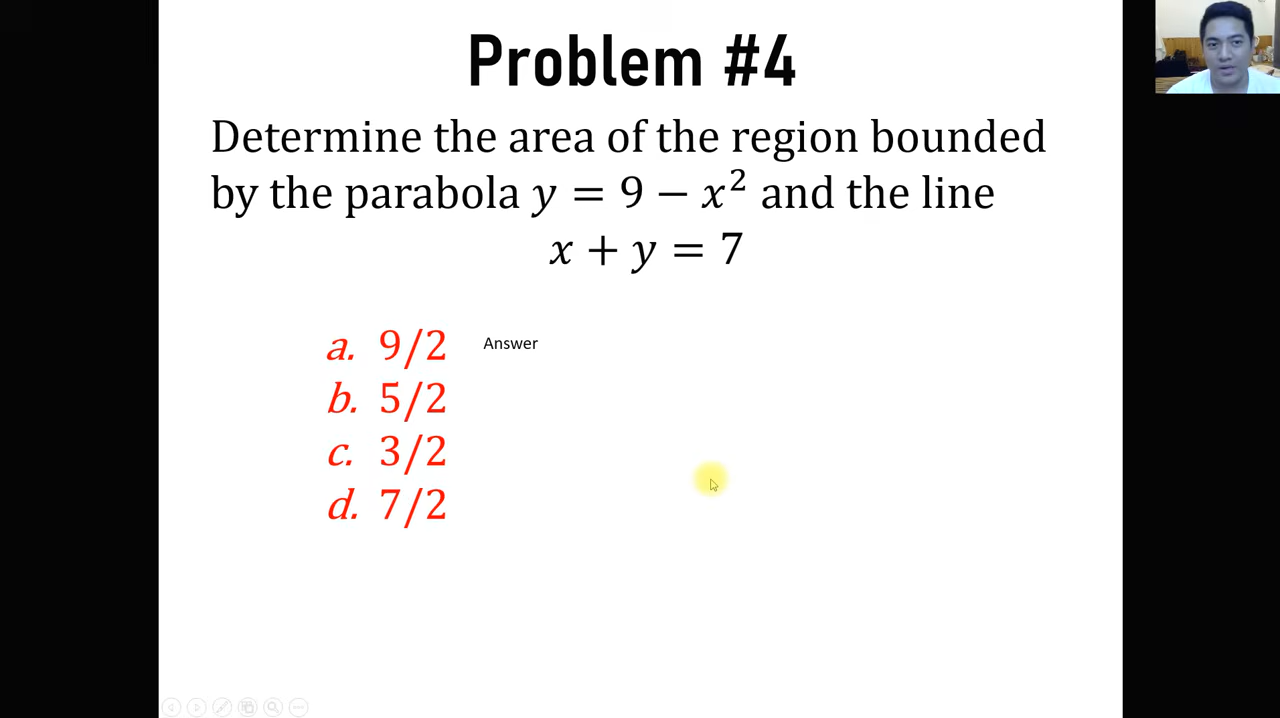 Problem #4
Determine the area of the region bounded
by the parabola y = 9 − x² and the line
x + y = 7
a. 9/2 Answer
b. 5/2
c. 3/2
d. 7/2